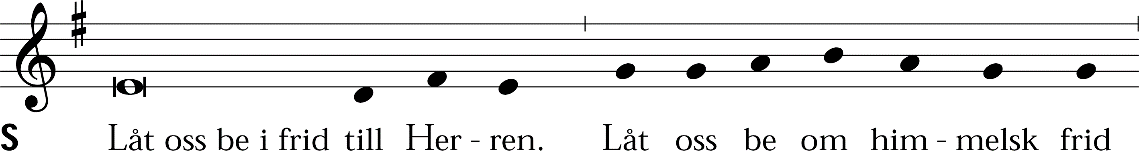 S Låt oss be i frid till Her - ren. Låt oss be om him - melsk frid